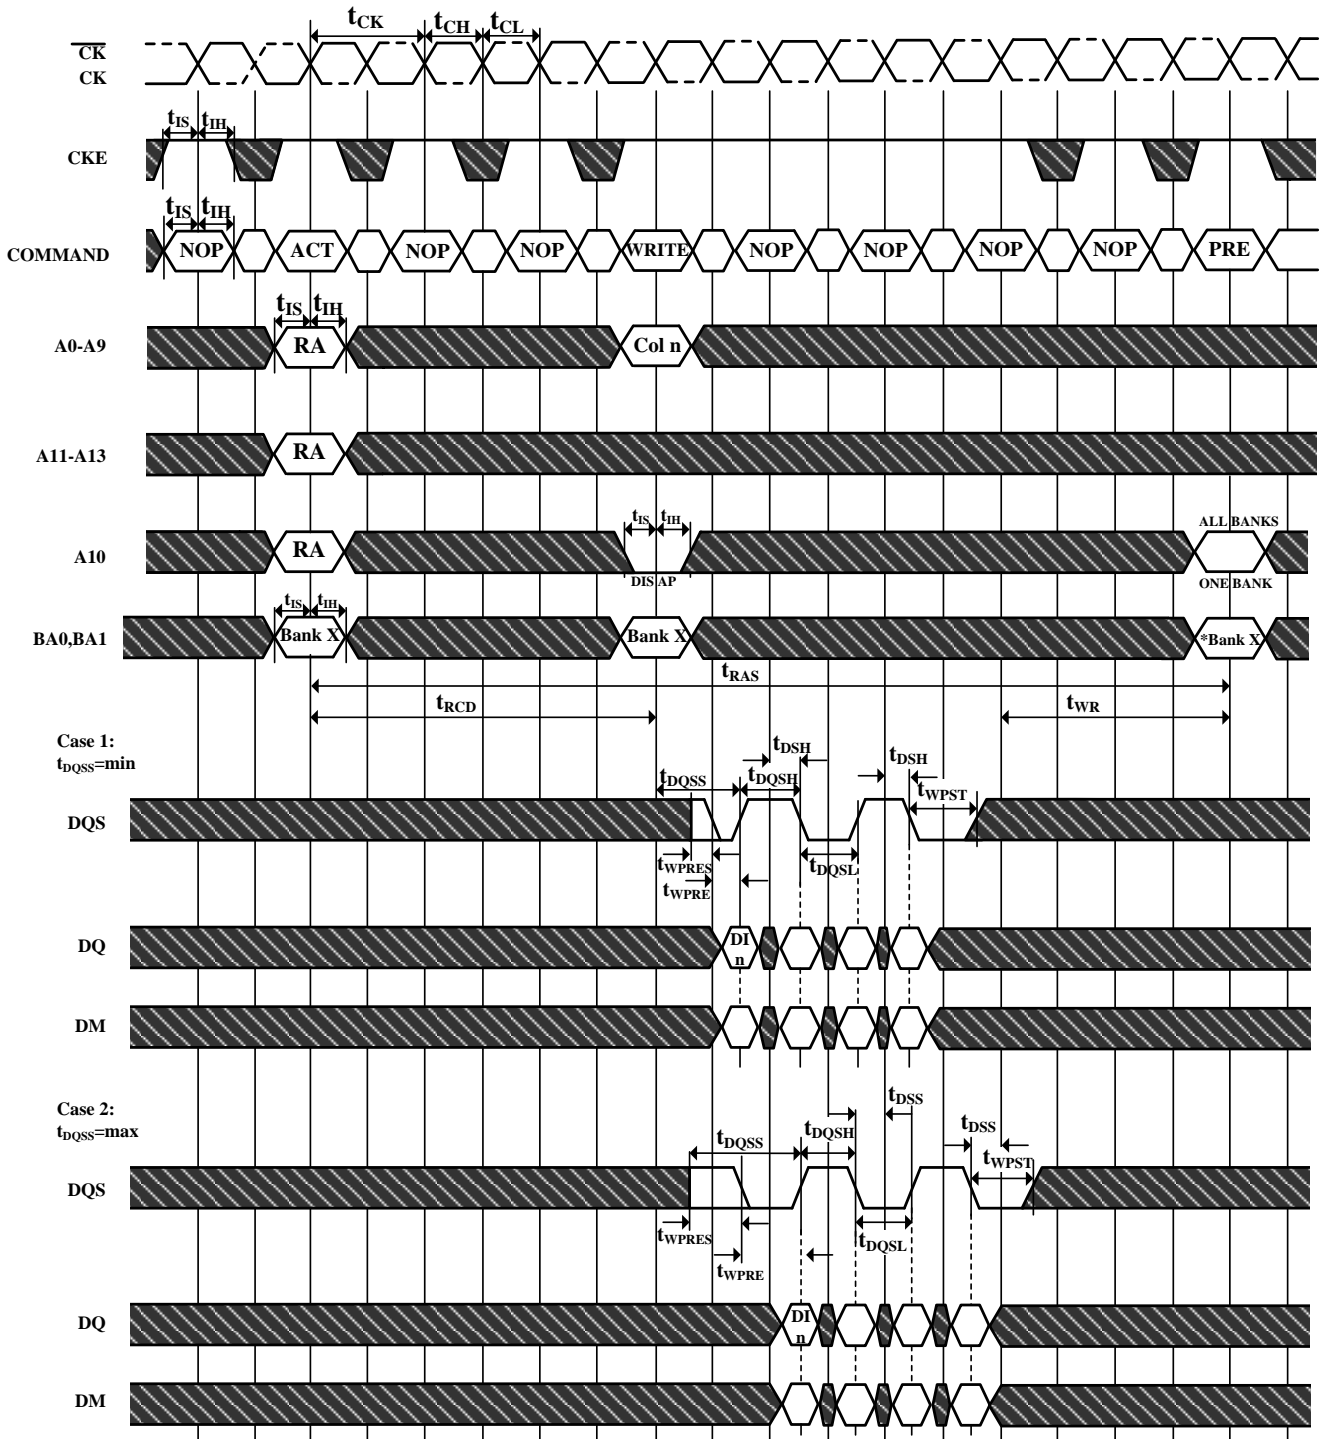 tCK tCH tCL
CK
CK
tIS tIH
CKE
tIS tIH
COMMAND NOP ACT NOP NOP WRITE NOP NOP NOP NOP PRE
tIS tIH
A0-A9 RA Col n
A11-A13 RA
tIS tIH ALL BANKS
A10 RA
DIS AP ONE BANK
tIS tIH
BA0,BA1 Bank X Bank X *Bank X
tRAS
tRCD tWR
Case 1:
tDQSS=min
tDSH tDSH
tDQSS tDQSH tWPST
DQS
tWPRES tDQSL
tWPRE
DQ DI
n
DM
Case 2:
tDQSS=max
tDSS
tDSS
tDQSS tDQSH tWPST
DQS
tWPRES tDQSL
tWPRE
DQ DI
n
DM